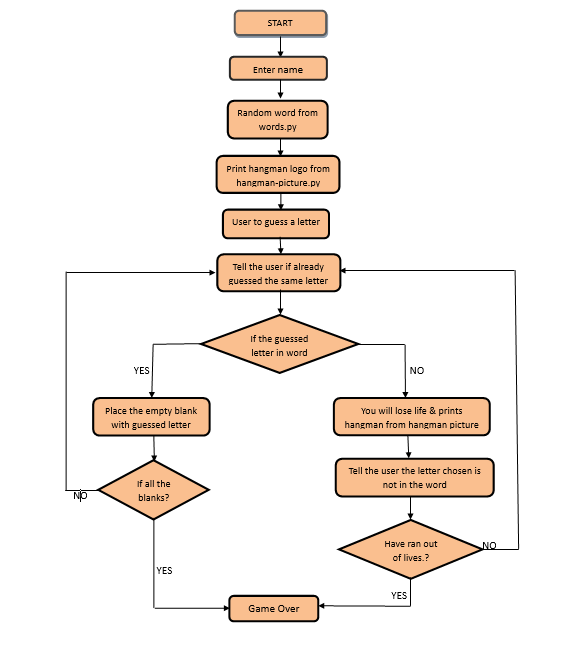 START
Enter name
Random word from
words.py
Print hangman logo from
hangman-picture.py
User to guess a letter
Tell the user if already
guessed the same letter
If the guessed
letter in word
YES
NO
Place the empty blank
with guessed letter
You will lose life & prints
hangman from hangman picture
Tell the user the letter chosen is
not in the word
If all the
blanks?
NO
Have ran out
of lives.?
NO
YES
YES
Game Over